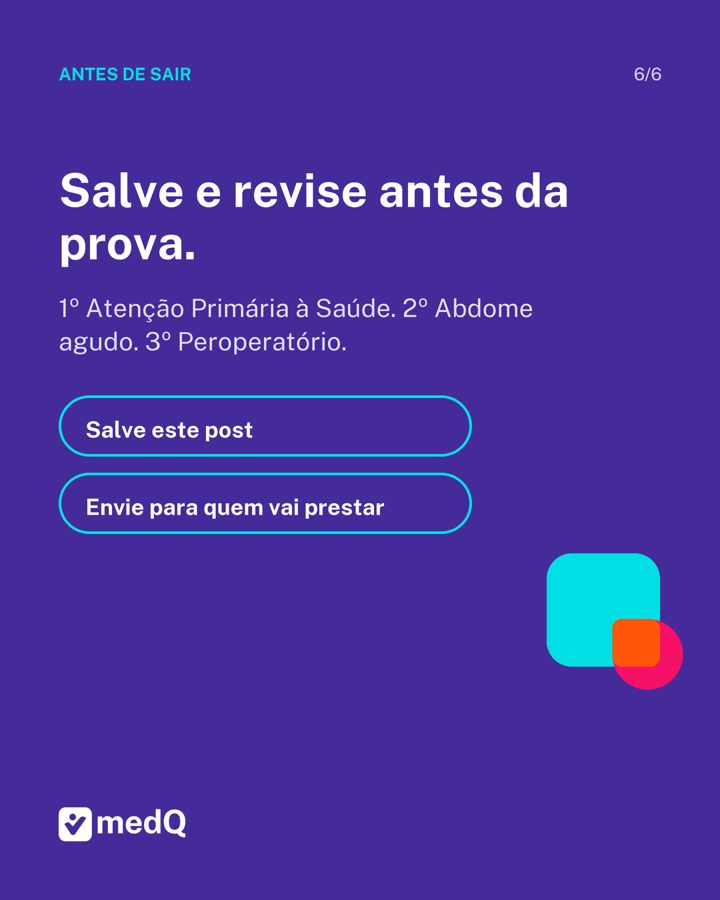 ANTES DE SAIR
6/6
Salve e revise antes da
prova.
1º Atenção Primária à Saúde. 2º Abdome
agudo. 3º Peroperatório.
Salve este post
Envie para quem vai prestar
medQ